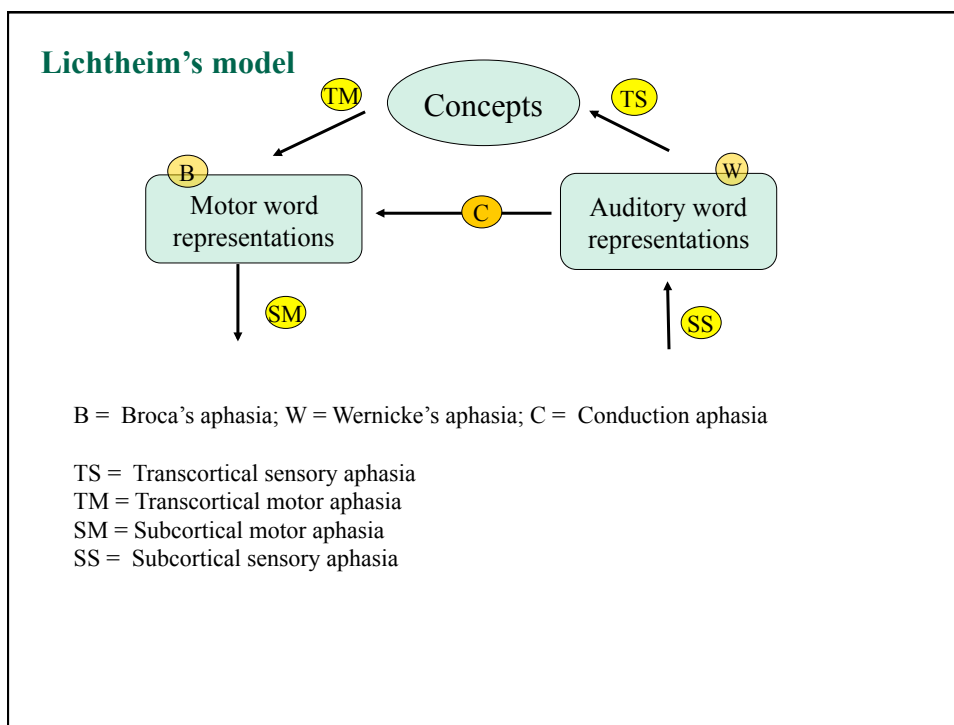 Lichtheim’s model
TM
Concepts
TS
B
Motor word
representations
C
W
Auditory word
representations
SM
SS
B =  Broca’s aphasia; W = Wernicke’s aphasia; C =  Conduction aphasia
TS =  Transcortical sensory aphasia
TM = Transcortical motor aphasia
SM = Subcortical motor aphasia
SS =  Subcortical sensory aphasia